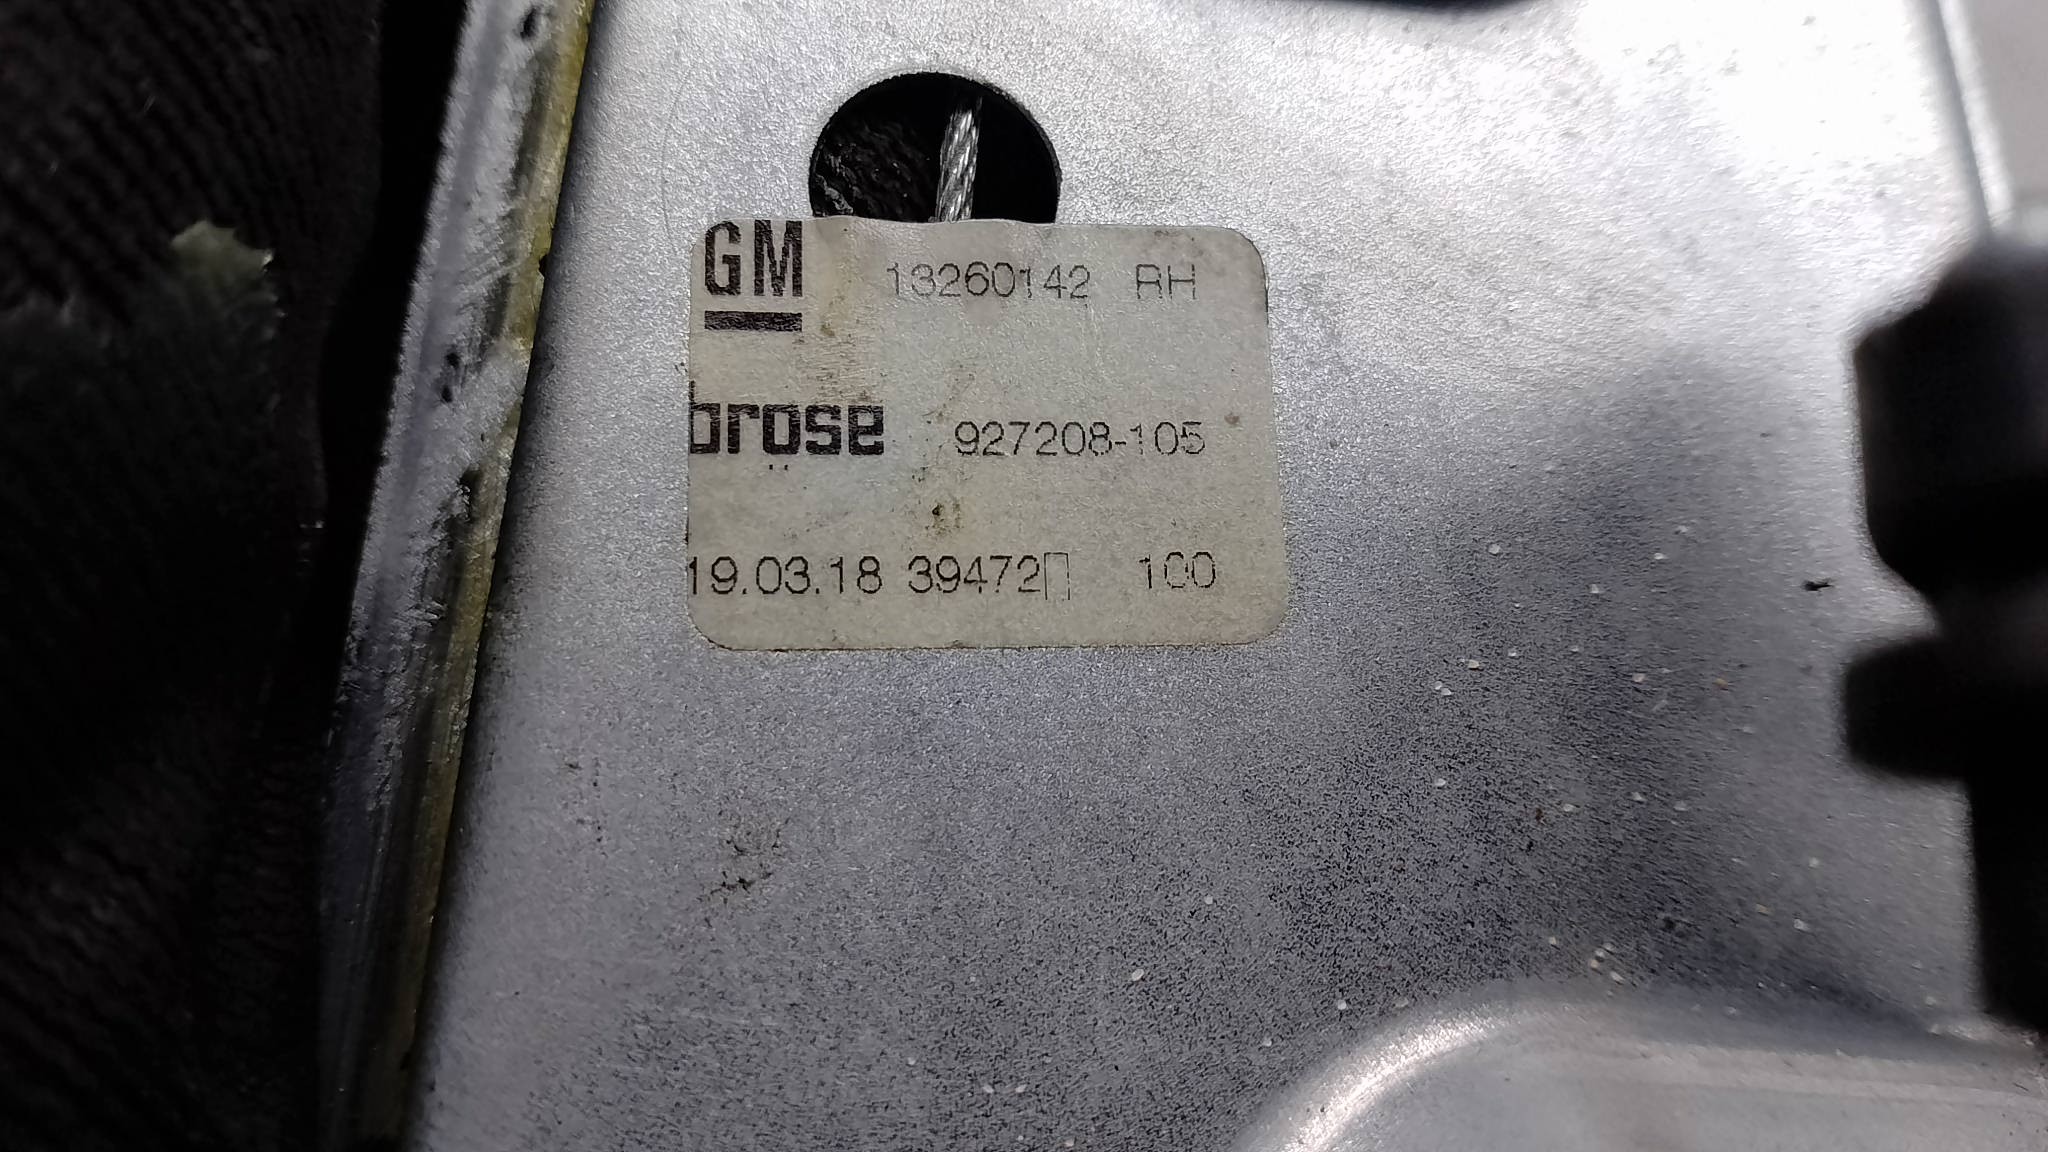 GM 13260142 RH
brose 927208-105
19.03.18 39472▯ 100